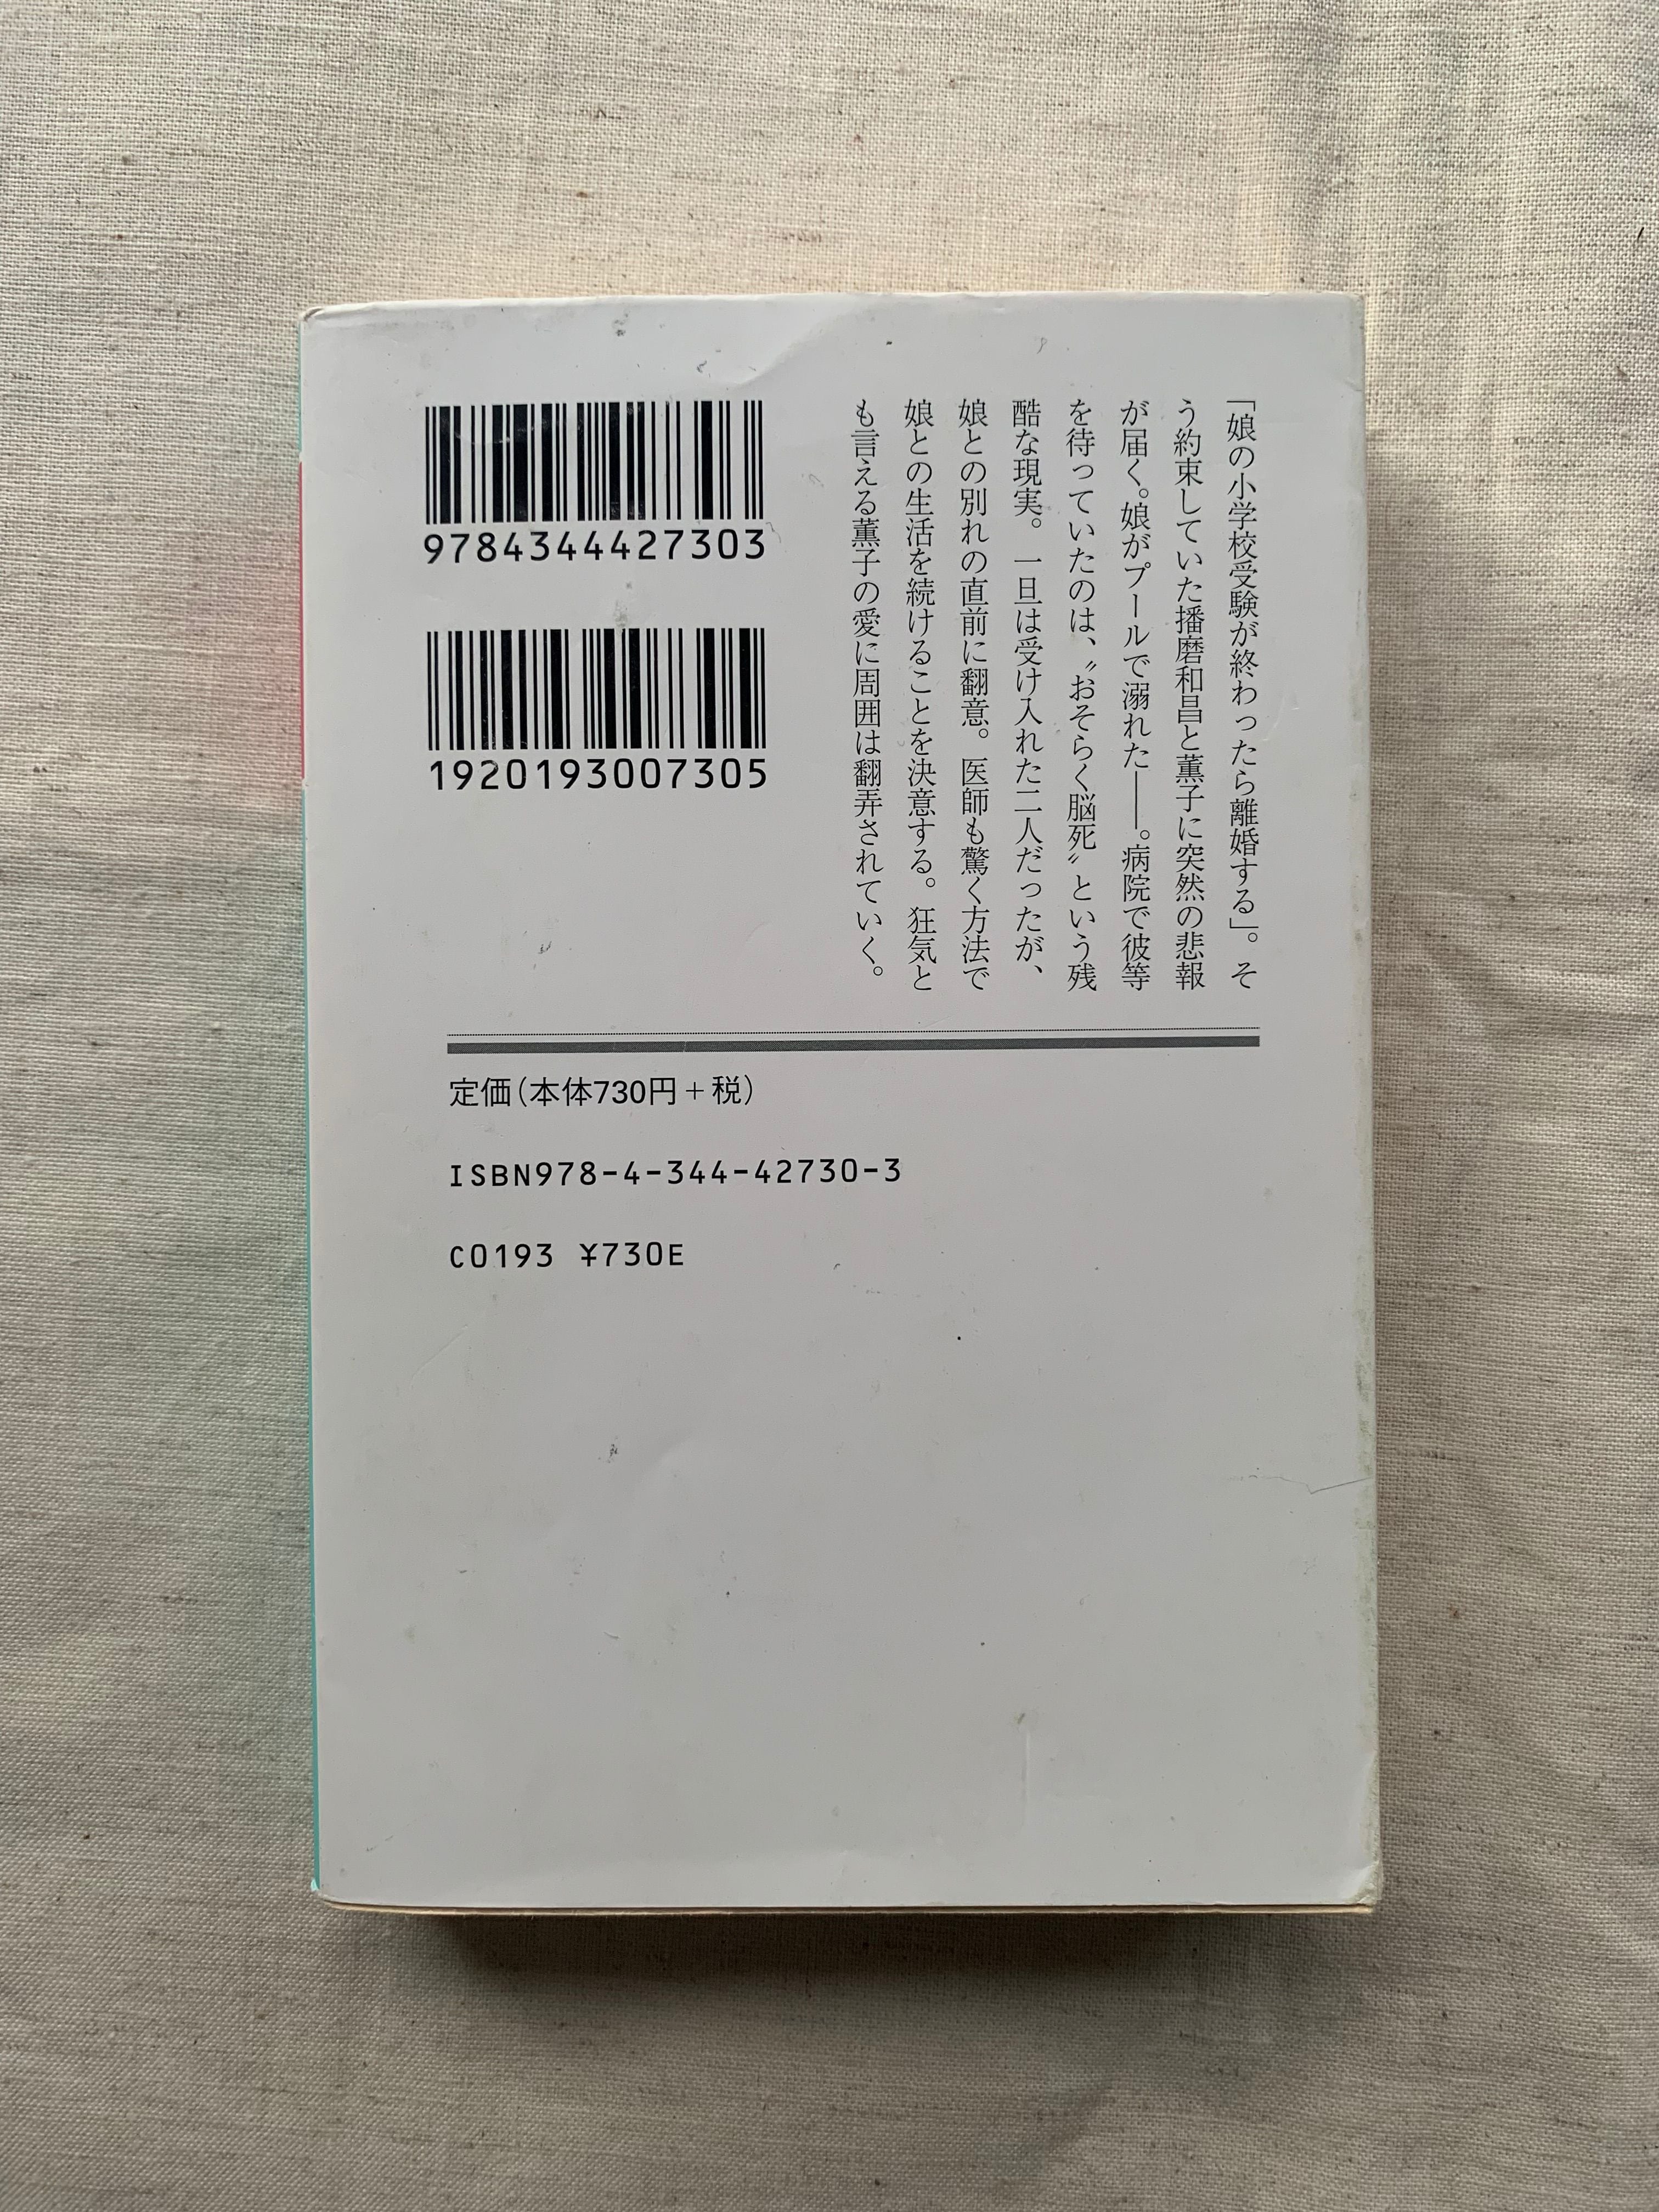 「娘の小学校受験が終わったら離婚する」。そ
う約束していた播磨和昌と薫子に突然の悲報
が届く。娘がプールで溺れた――。病院で彼等
を待っていたのは、〝おそらく脳死〟という残
酷な現実。一旦は受け入れた二人だったが、
娘との別れの直前に翻意。医師も驚く方法で
娘との生活を続けることを決意する。狂気と
も言える薫子の愛に周囲は翻弄されていく。
9784344427303
1920193007305
定価(本体730円+税)
ISBN978-4-344-42730-3
C0193 ¥730E